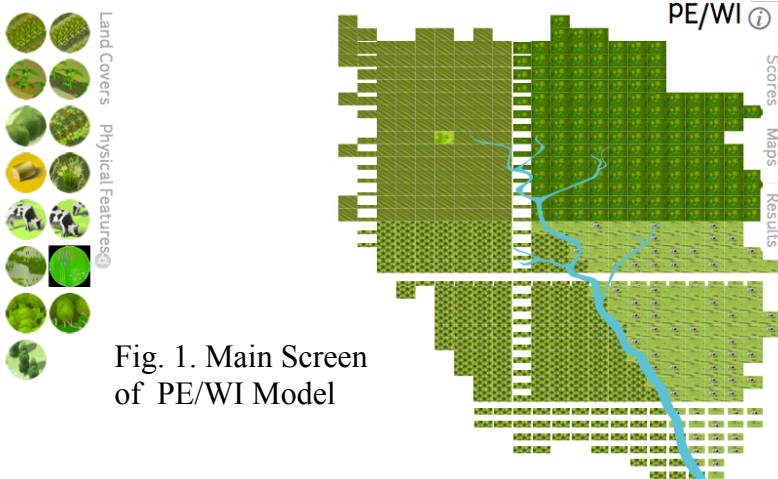 PE/WI i
Land Covers
Physical Features
Scores
Maps
Results
Fig. 1. Main Screen
of PE/WI Model